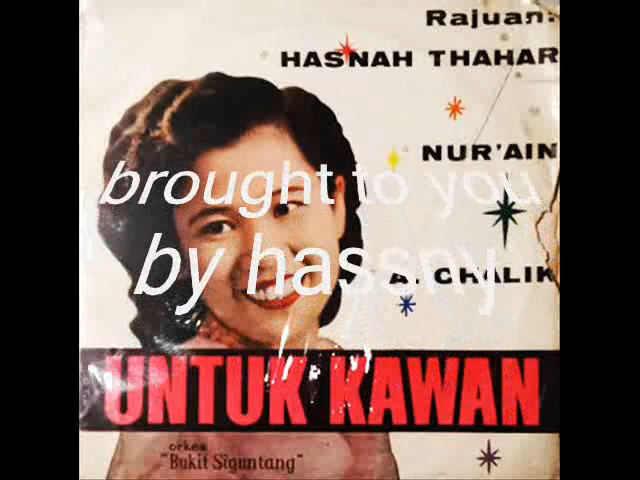 Rajuan:
HASNAH THAHAR
NUR'AIN
brought to you
by hassny
A. CHALIK
UNTUK KAWAN
orkes
"Bukit Siguntang"